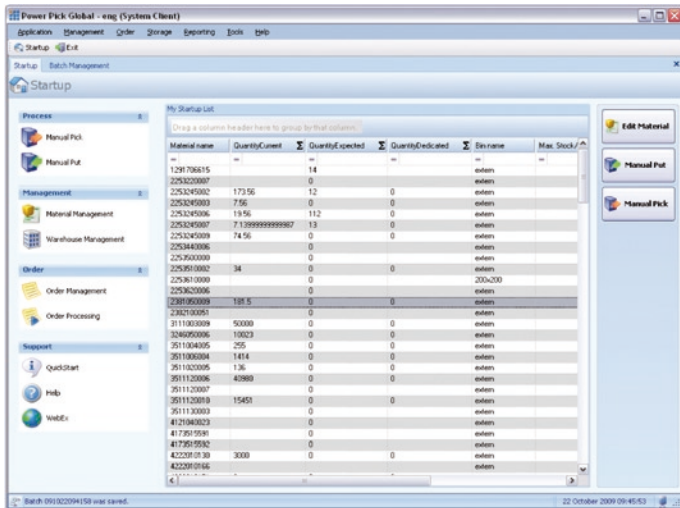 Power Pick Global - eng (System Client)
Application Management Order Storage Reporting Tools Help
Startup Exit
Startup Batch Management
Startup
Process
Manual Pick
Manual Put
Management
Material Management
Warehouse Management
Order
Order Management
Order Processing
Support
QuickStart
Help
WebEx
My Startup List
Drag a column header here to group by that column.
Material name QuantityCurrent Σ QuantityExpected Σ QuantityDedicated Σ Bin name Max. Stock
= = = = = =
1291706615 14 extern
2253220007 0 extern
2253245002 173.56 12 0 extern
2253245003 7.56 0 0 extern
2253245006 19.56 112 0 extern
2253245007 7.13999999999987 13 0 extern
2253245009 74.56 0 0 extern
2253440006 0 extern
2253500000 0 extern
2253510002 34 0 0 extern
2253610000 0 200x200
2253620006 0 extern
2381050009 181.5 0 0 extern
2382100051 0 extern
3111003009 50000 0 0 extern
3246050006 10023 0 0 extern
3511004005 255 0 0 extern
3511006004 1414 0 0 extern
3511020005 136 0 0 extern
3511120006 40980 0 0 extern
3511120007 0 extern
3511120010 15451 0 0 extern
3511130003 0 extern
4121040023 0 extern
4173515591 0 extern
4173515592 0 extern
4222010130 3000 0 0 extern
4222010166 0 extern
Edit Material
Manual Put
Manual Pick
Batch 091022094158 was saved.
22 October 2009 09:45:53